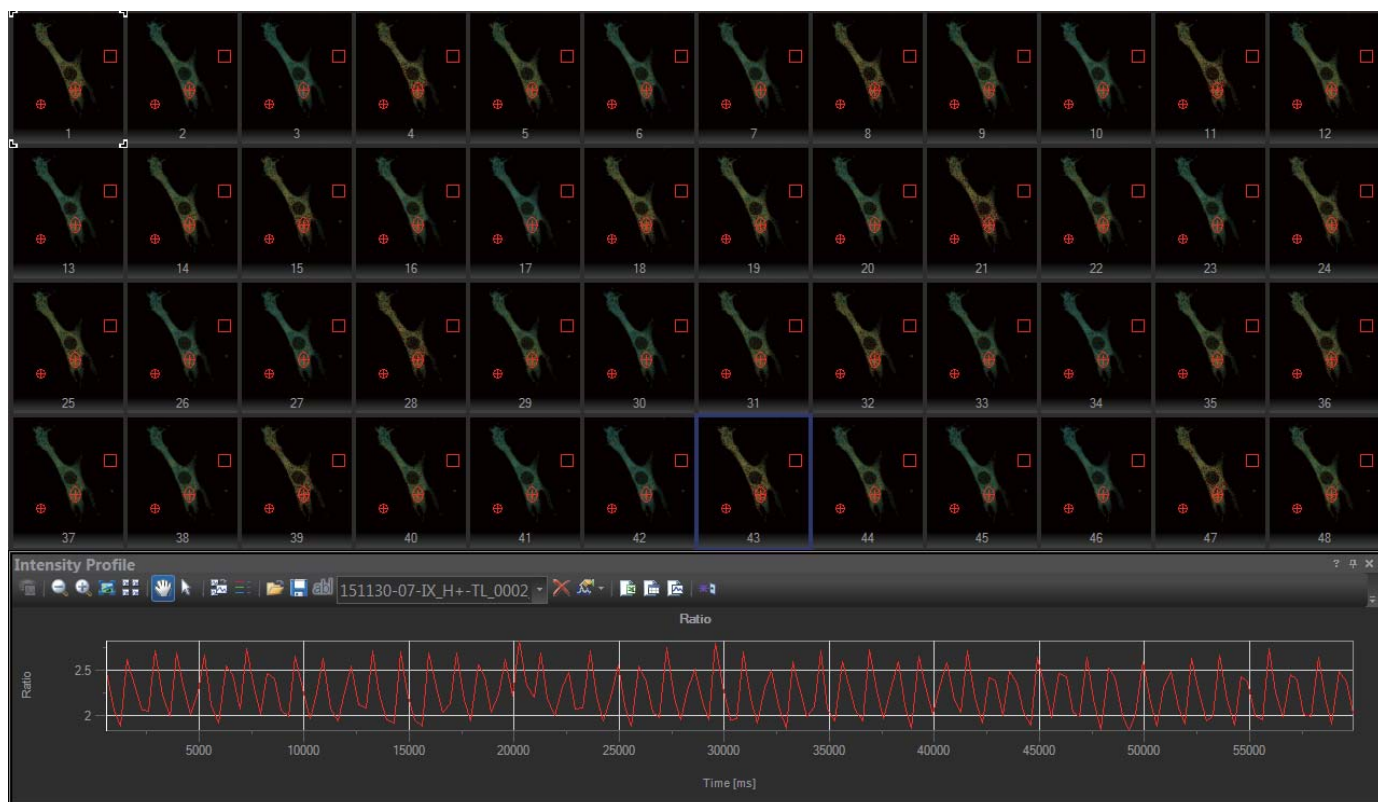 1 2 3 4 5 6 7 8 9 10 11 12
13 14 15 16 17 18 19 20 21 22 23 24
25 26 27 28 29 30 31 32 33 34 35 36
37 38 39 40 41 42 43 44 45 46 47 48
Intensity Profile ?
abl 151130-07-IX_H+-TL_0002
Ratio
Ratio
2.5
2
5000 10000 15000 20000 25000 30000 35000 40000 45000 50000 55000
Time [ms]